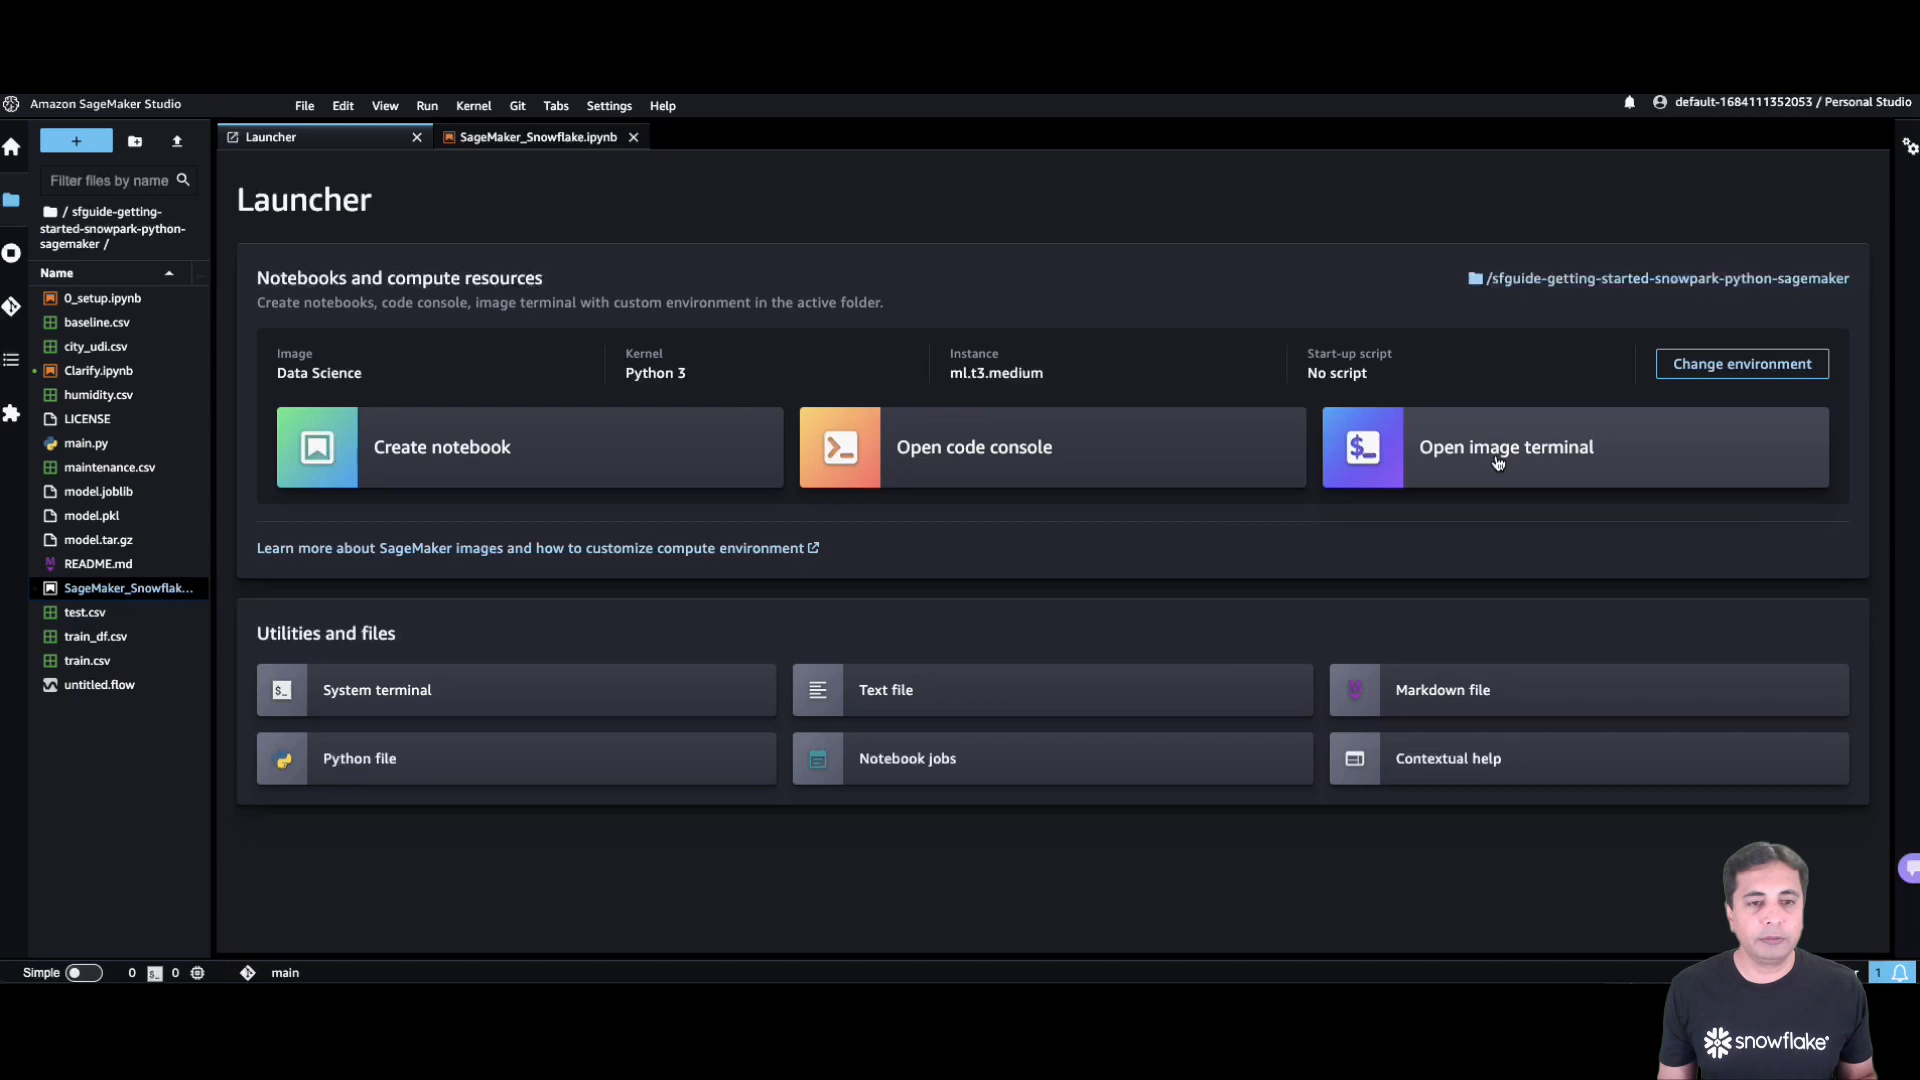 Amazon SageMaker Studio
File Edit View Run Kernel Git Tabs Settings Help
default-1684111352053 / Personal Studio
+
Filter files by name
/ sfguide-getting-
started-snowpark-python-
sagemaker /
Name
0_setup.ipynb
baseline.csv
city_udi.csv
Clarify.ipynb
humidity.csv
LICENSE
main.py
maintenance.csv
model.joblib
model.pkl
model.tar.gz
README.md
SageMaker_Snowflak...
test.csv
train_df.csv
train.csv
untitled.flow
Launcher
SageMaker_Snowflake.ipynb
Launcher
Notebooks and compute resources
/sfguide-getting-started-snowpark-python-sagemaker
Create notebooks, code console, image terminal with custom environment in the active folder.
Image
Data Science
Kernel
Python 3
Instance
ml.t3.medium
Start-up script
No script
Change environment
Create notebook
>_
Open code console
$_
Open image terminal
Learn more about SageMaker images and how to customize compute environment
Utilities and files
$_
System terminal
Text file
Markdown file
Python file
Notebook jobs
Contextual help
Simple 0 $_ 0 main
1
snowflake